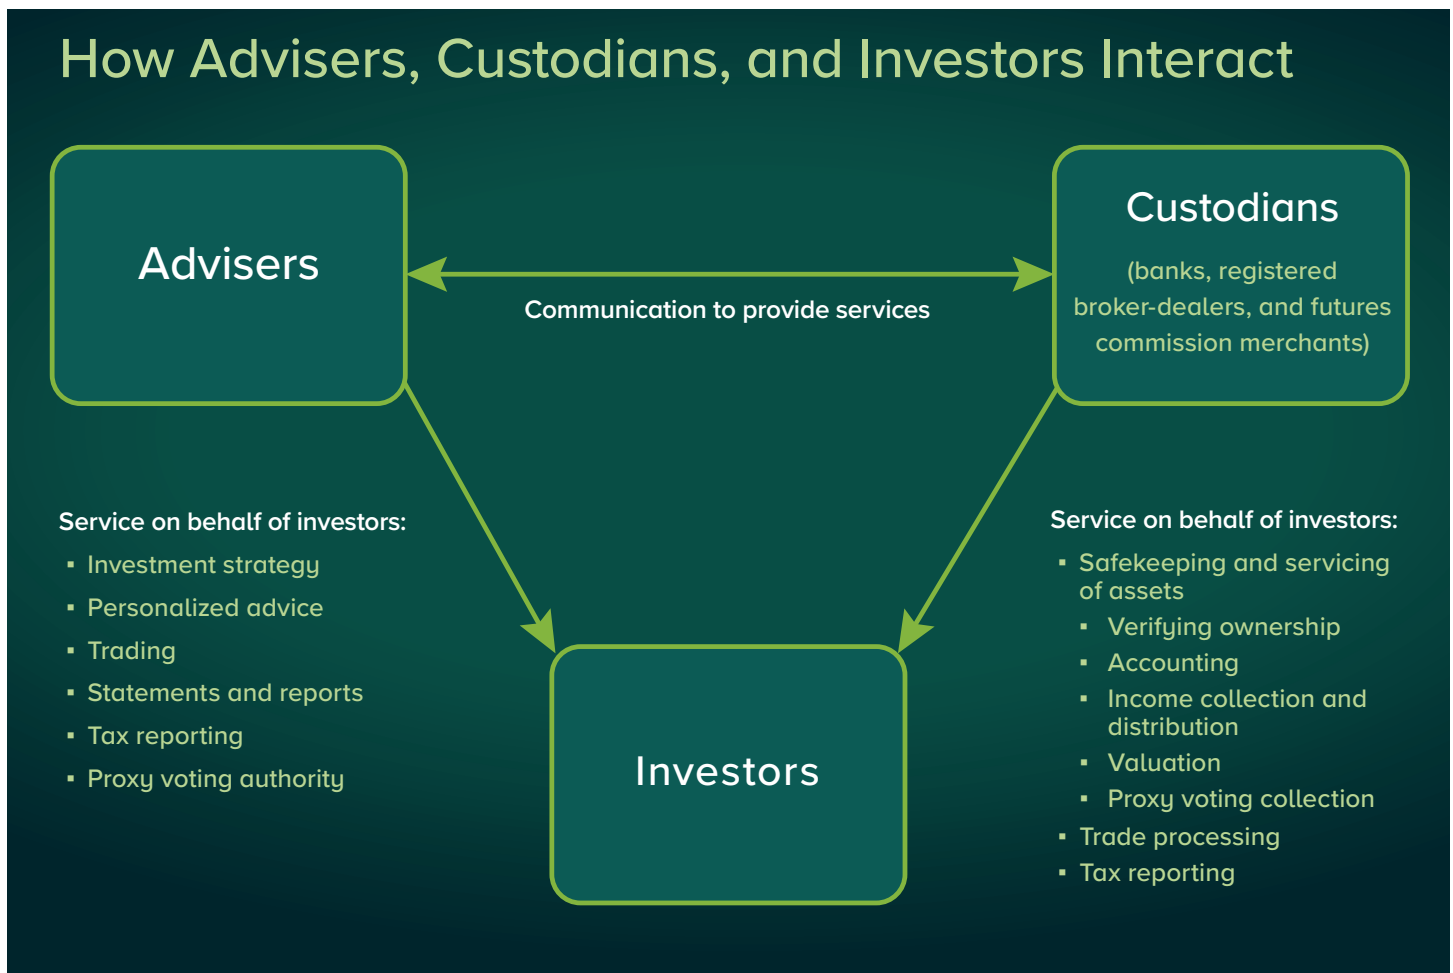 How Advisers, Custodians, and Investors Interact
Advisers
Custodians
(banks, registered
broker-dealers, and futures
commission merchants)
Communication to provide services
Service on behalf of investors:
▪ Investment strategy
▪ Personalized advice
▪ Trading
▪ Statements and reports
▪ Tax reporting
▪ Proxy voting authority
Investors
Service on behalf of investors:
▪ Safekeeping and servicing
of assets
▪ Verifying ownership
▪ Accounting
▪ Income collection and
distribution
▪ Valuation
▪ Proxy voting collection
▪ Trade processing
▪ Tax reporting